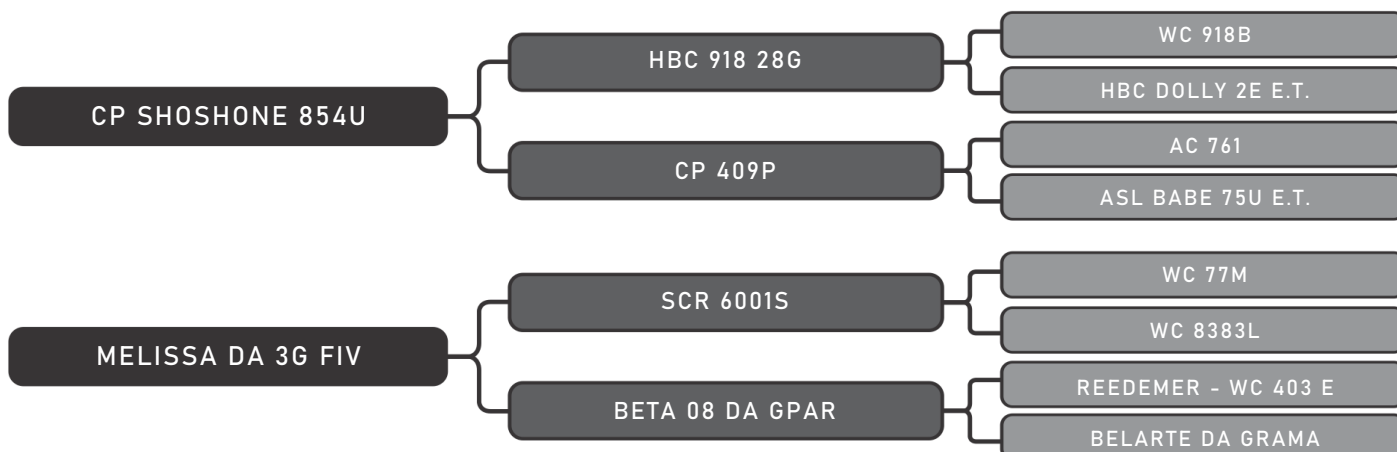 CP SHOSHONE 854U
HBC 918 28G
WC 918B
HBC DOLLY 2E E.T.
CP 409P
AC 761
ASL BABE 75U E.T.
MELISSA DA 3G FIV
SCR 6001S
WC 77M
WC 8383L
BETA 08 DA GPAR
REEDEMER - WC 403 E
BELARTE DA GRAMA